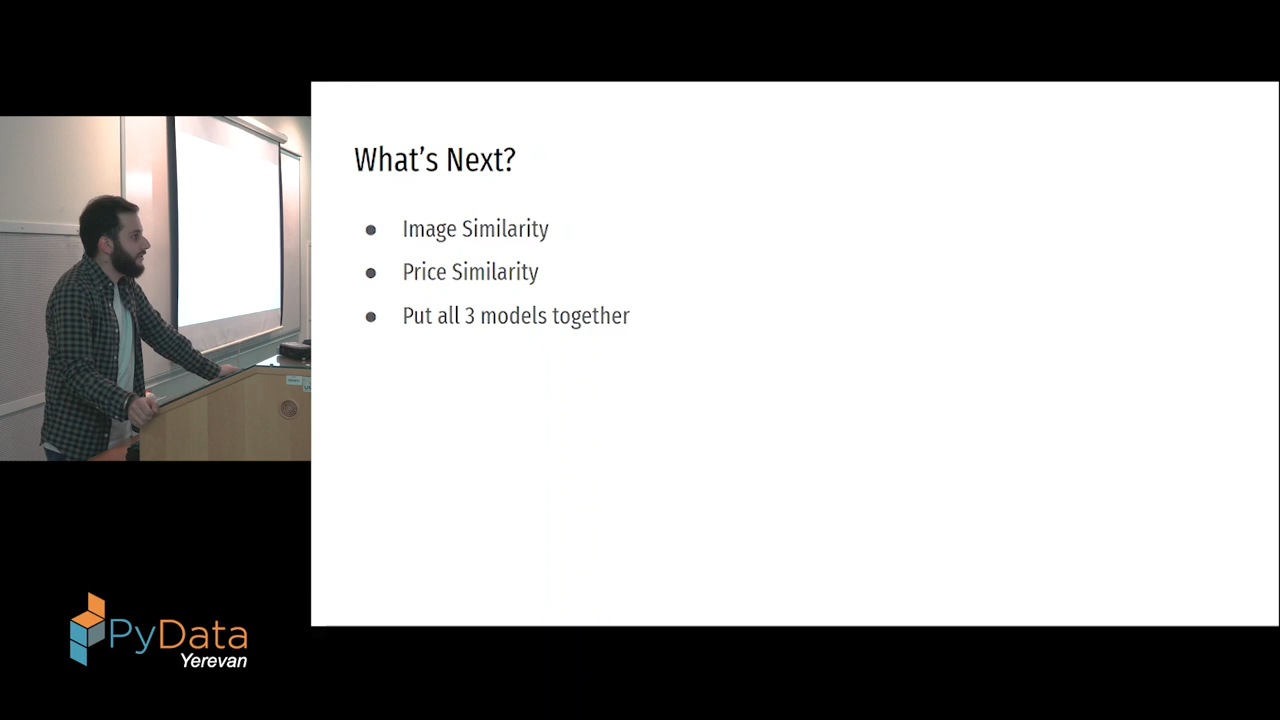 What's Next?
● Image Similarity
● Price Similarity
● Put all 3 models together
PyData
Yerevan